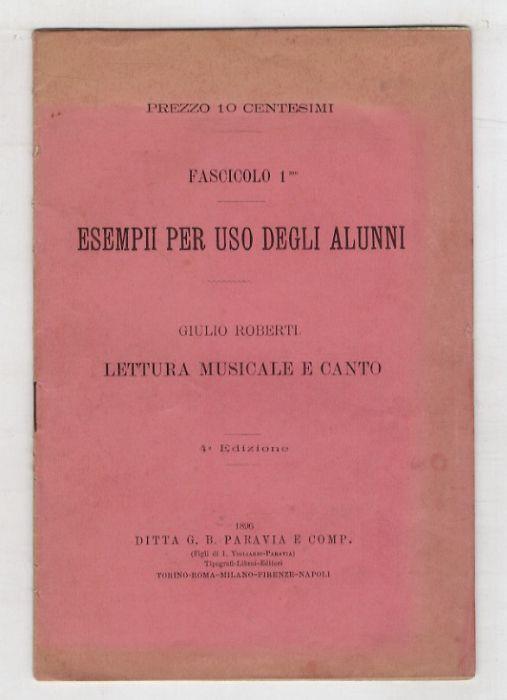 PREZZO 10 CENTESIMI
FASCICOLO 1mo
ESEMPII PER USO DEGLI ALUNNI
GIULIO ROBERTI
LETTURA MUSICALE E CANTO
4a Edizione
1896
DITTA G. B. PARAVIA E COMP.
(Figli di I. VIGLIARDI-PARAVIA)
Tipografi-Librai-Editori
TORINO-ROMA-MILANO-FIRENZE-NAPOLI